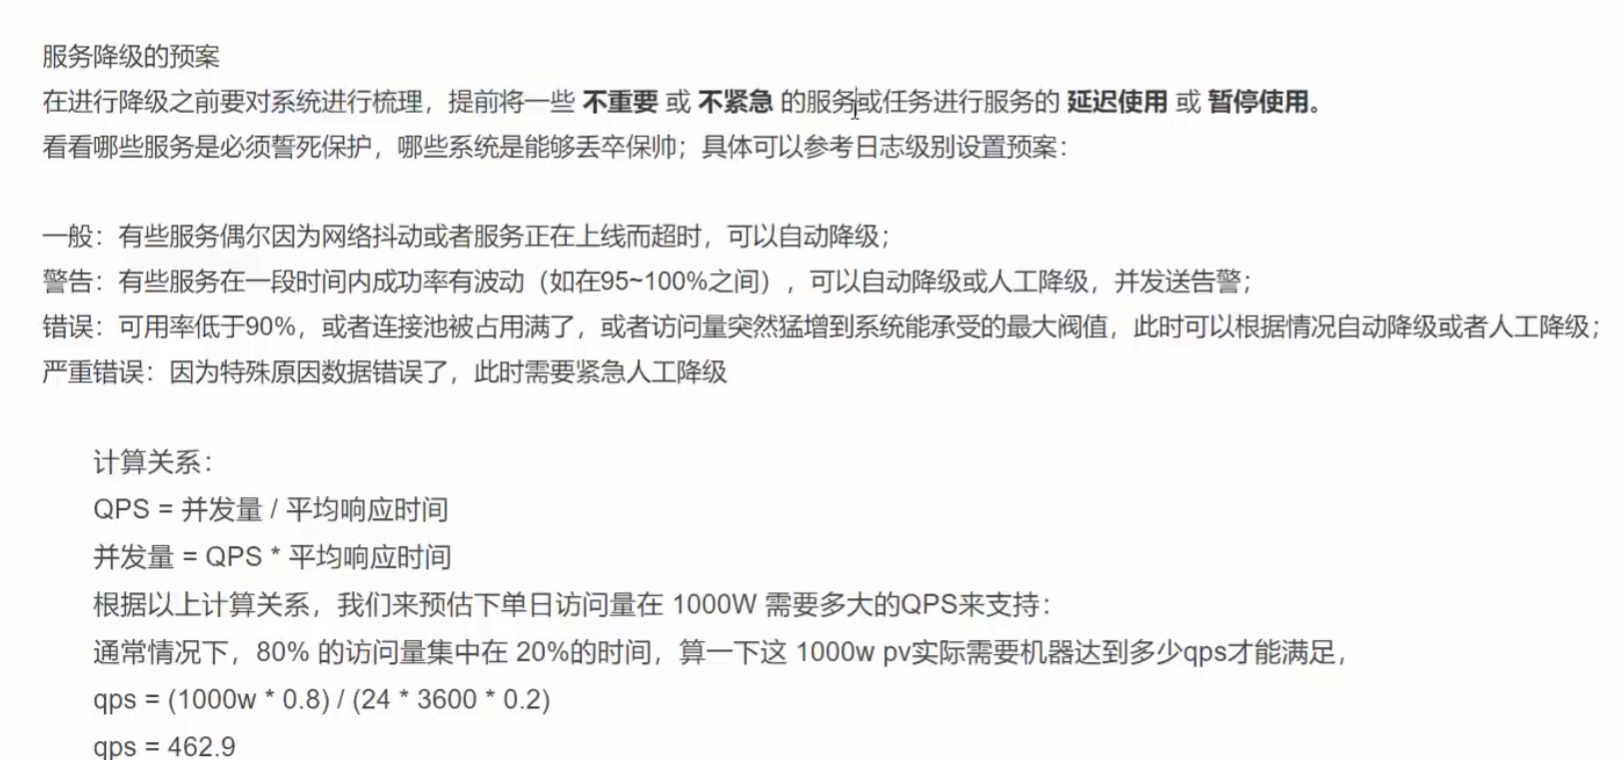 服务降级的预案
在进行降级之前要对系统进行梳理，提前将一些 不重要 或 不紧急 的服务或任务进行服务的 延迟使用 或 暂停使用。
看看哪些服务是必须誓死保护，哪些系统是能够丢卒保帅；具体可以参考日志级别设置预案：
一般：有些服务偶尔因为网络抖动或者服务正在上线而超时，可以自动降级；
警告：有些服务在一段时间内成功率有波动（如在95~100%之间），可以自动降级或人工降级，并发送告警；
错误：可用率低于90%，或者连接池被占用满了，或者访问量突然猛增到系统能承受的最大阀值，此时可以根据情况自动降级或者人工降级；
严重错误：因为特殊原因数据错误了，此时需要紧急人工降级
计算关系：
QPS = 并发量 / 平均响应时间
并发量 = QPS * 平均响应时间
根据以上计算关系，我们来预估下单日访问量在 1000W 需要多大的QPS来支持：
通常情况下，80% 的访问量集中在 20%的时间，算一下这 1000w pv实际需要机器达到多少qps才能满足，
qps = (1000w * 0.8) / (24 * 3600 * 0.2)
qps = 462.9